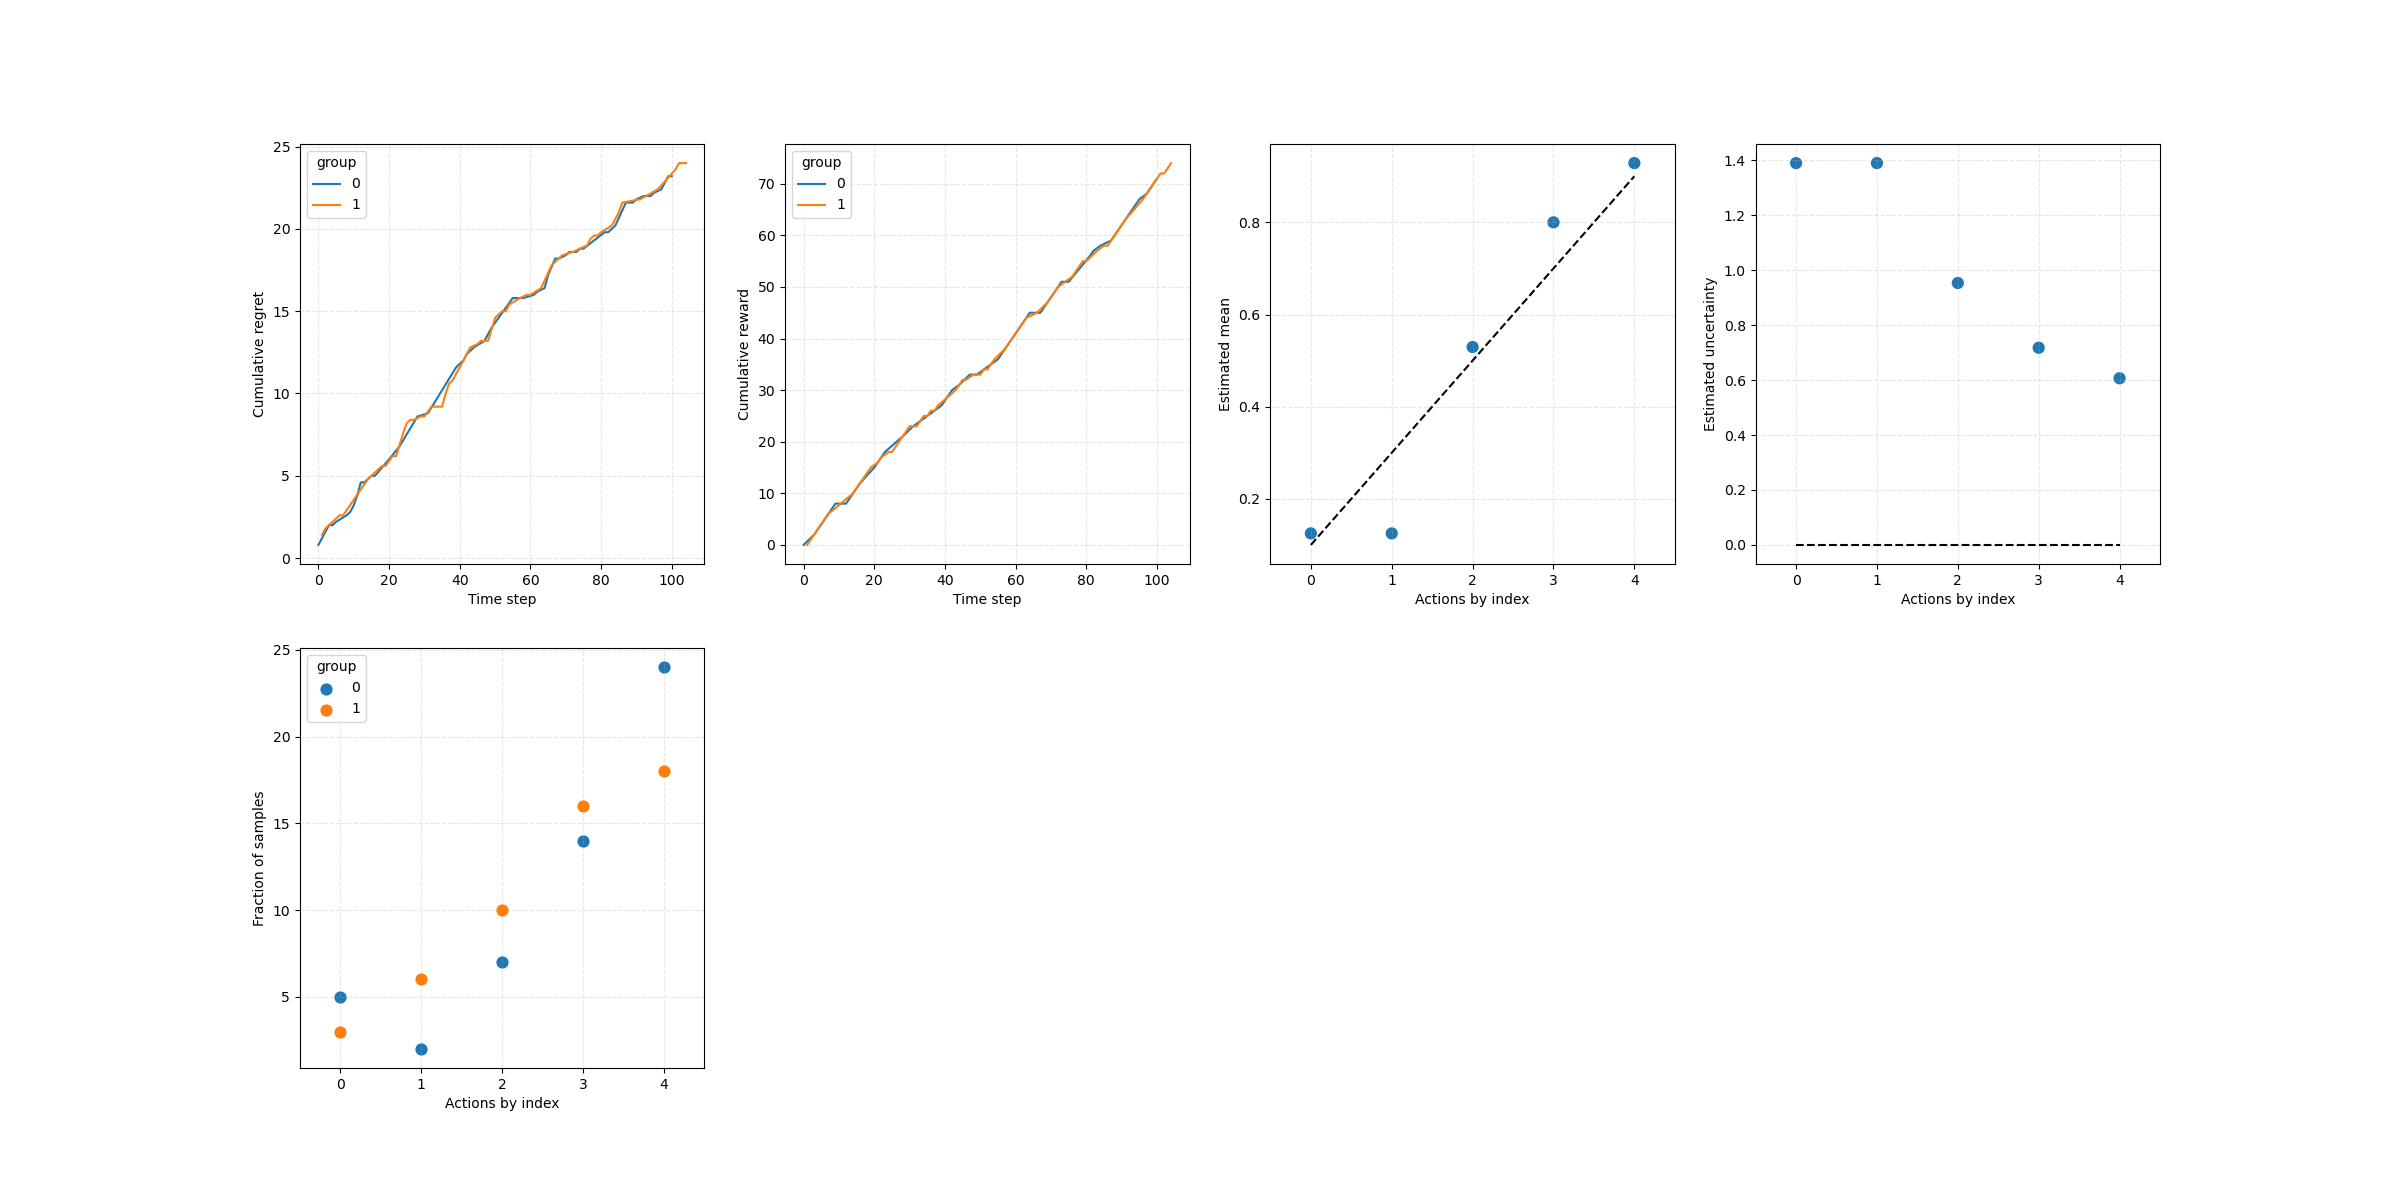 group
0
1
25
20
15
10
5
0
Cumulative regret
0 20 40 60 80 100
Time step
group
0
1
70
60
50
40
30
20
10
0
Cumulative reward
0 20 40 60 80 100
Time step
0.8
0.6
0.4
0.2
Estimated mean
0 1 2 3 4
Actions by index
1.4
1.2
1.0
0.8
0.6
0.4
0.2
0.0
Estimated uncertainty
0 1 2 3 4
Actions by index
group
0
1
25
20
15
10
5
Fraction of samples
0 1 2 3 4
Actions by index